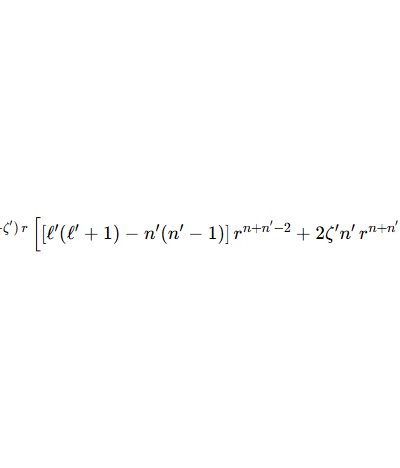 ζ′) r [[ℓ′(ℓ′ + 1) − n′(n′ − 1)] r^{n+n′−2} + 2ζ′n′ r^{n+n′}